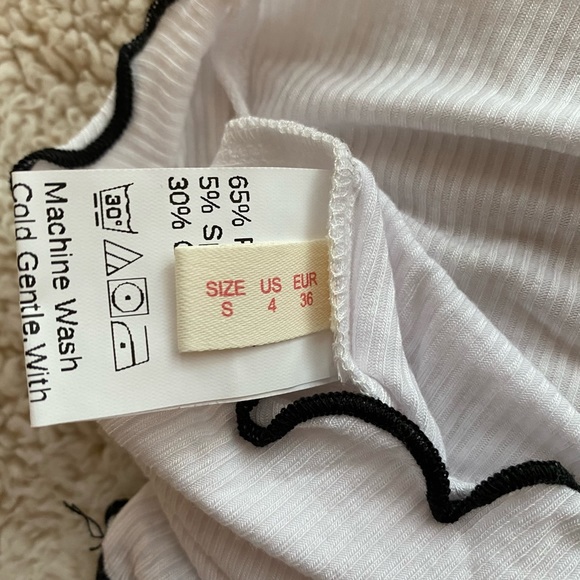 SIZE US EUR
S 4 36
65%
5%
30%
30°
Machine Wash
Cold Gentle.With